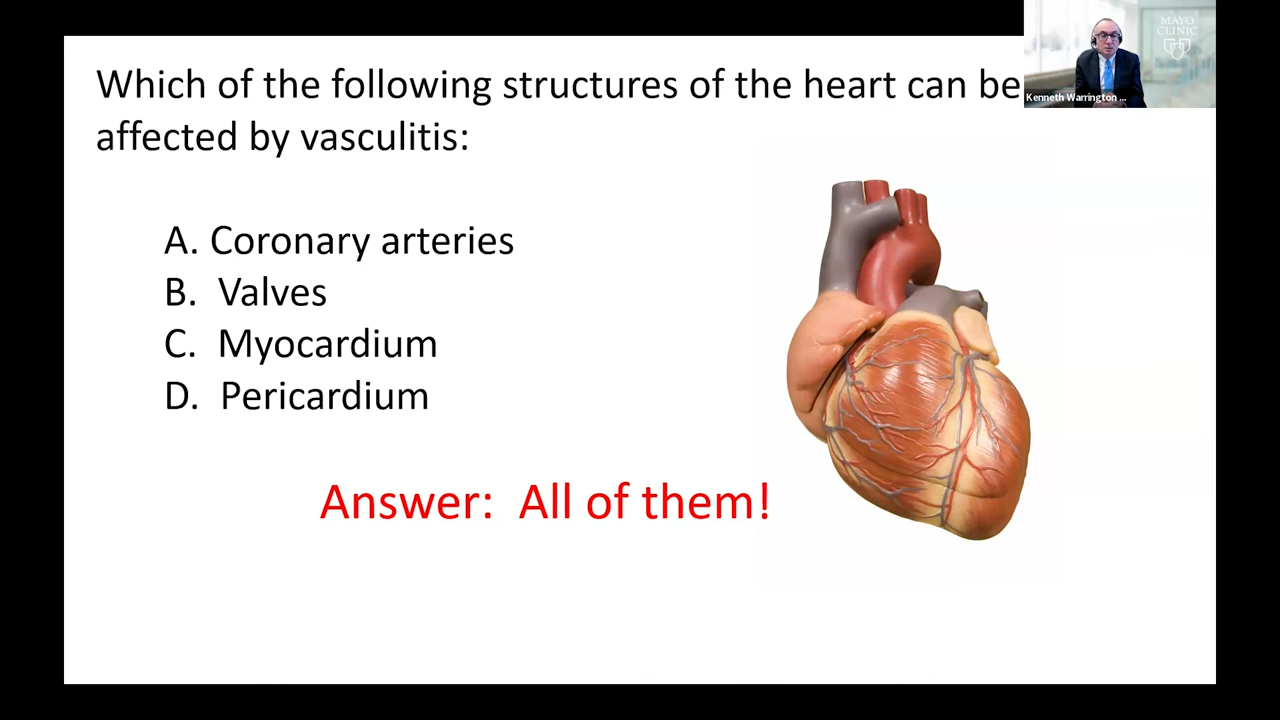 Which of the following structures of the heart can be
affected by vasculitis:
A. Coronary arteries
B. Valves
C. Myocardium
D. Pericardium
Answer: All of them!
MAYO
CLINIC
Kenneth Warrington ...